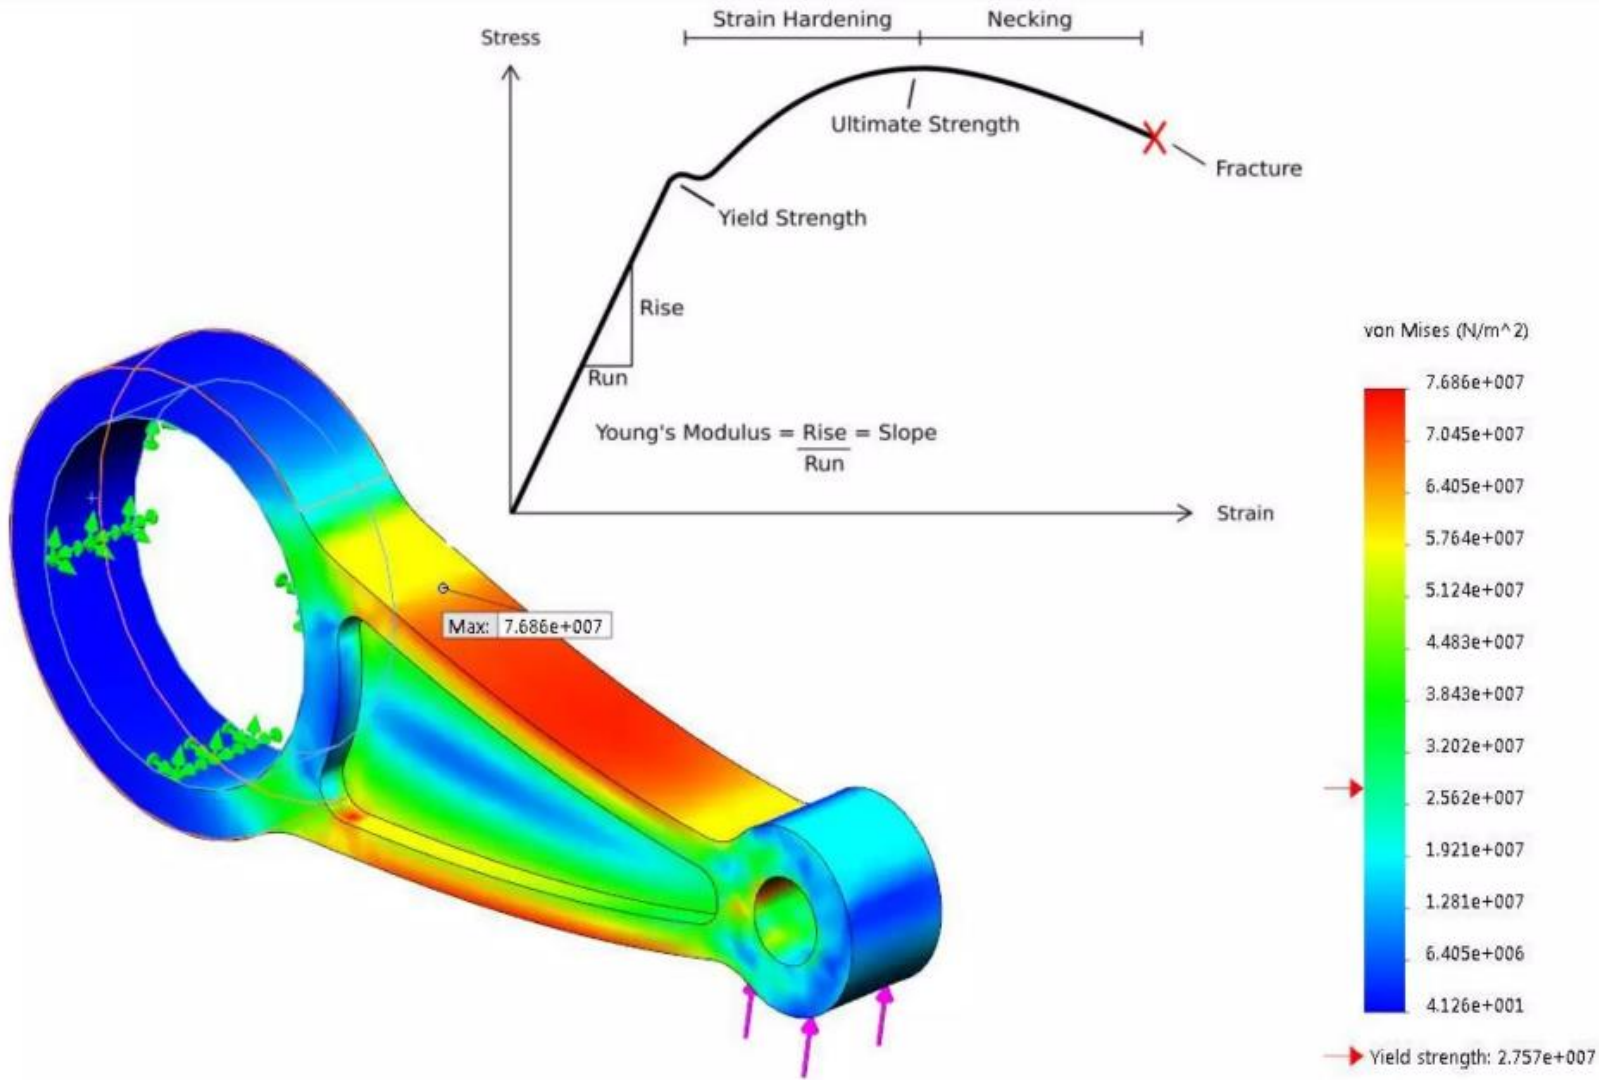 Strain Hardening
Necking
Stress
Ultimate Strength
Fracture
Yield Strength
Rise
Run
Young's Modulus = Rise = Slope
Run
Strain
von Mises (N/m^2)
7.686e+007
7.045e+007
6.405e+007
5.764e+007
5.124e+007
4.483e+007
3.843e+007
3.202e+007
2.562e+007
1.921e+007
1.281e+007
6.405e+006
4.126e+001
Yield strength: 2.757e+007
Max: 7.686e+007